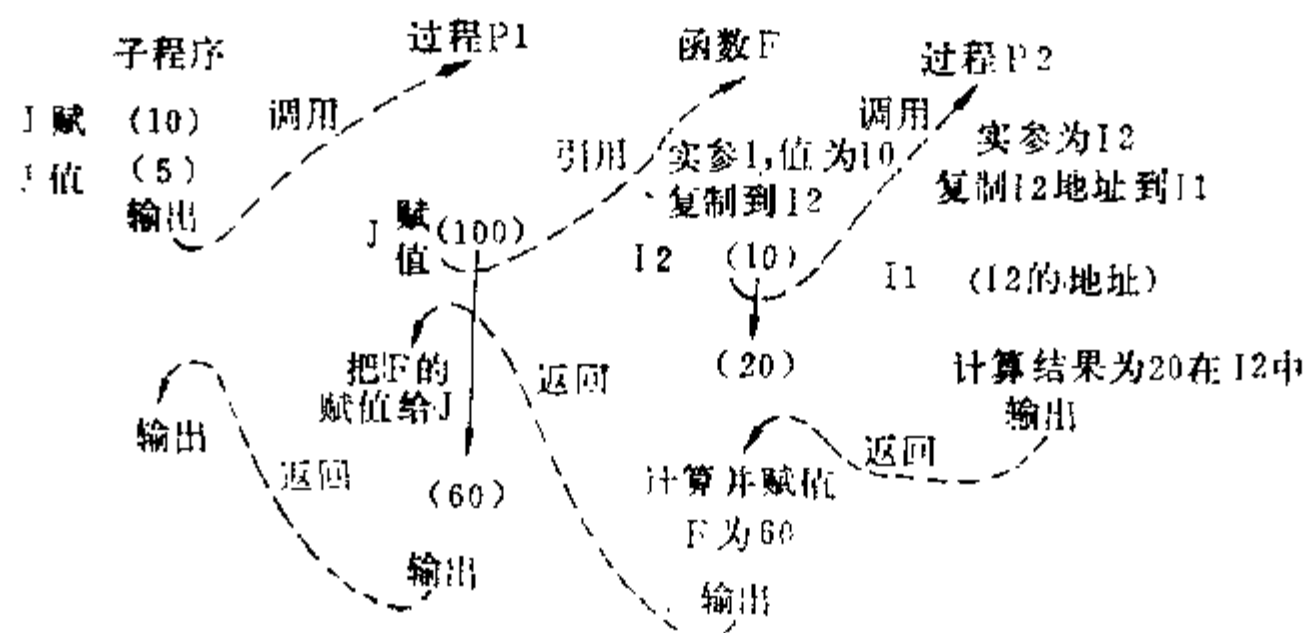 子程序
过程P1
函数F
过程P2
J 赋 (10)
值 (5)
输出
调用
J 赋值 (100)
引用
实参I,值为10
复制到I2
I2 (10)
调用
实参为I2
复制I2地址到I1
I1 (I2的地址)
(20)
计算结果为20在I2中
输出
返回
计算并赋值
F为60
输出
返回
把F的
赋值给J
(60)
输出
返回
输出